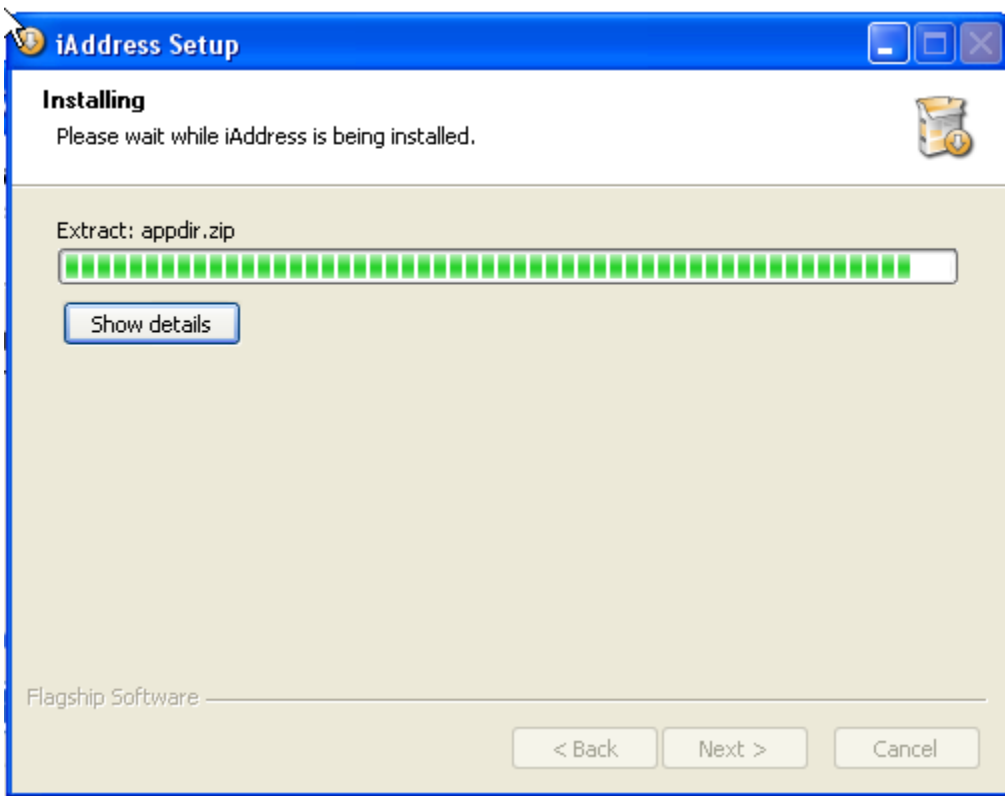 iAddress Setup
Installing
Please wait while iAddress is being installed.
Extract: appdir.zip
Show details
Flagship Software
< Back Next > Cancel